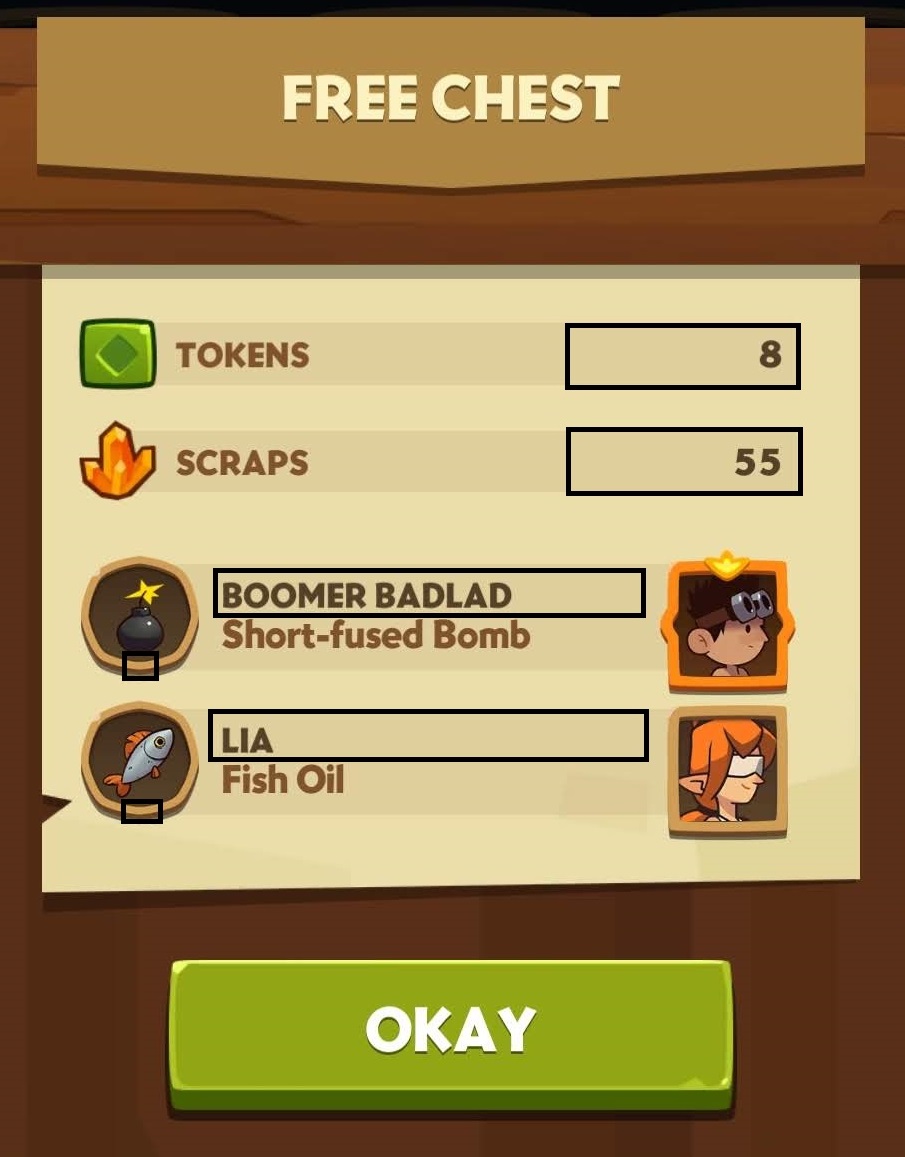 FREE CHEST
TOKENS 8
SCRAPS 55
BOOMER BADLAD
Short-fused Bomb
LIA
Fish Oil
OKAY